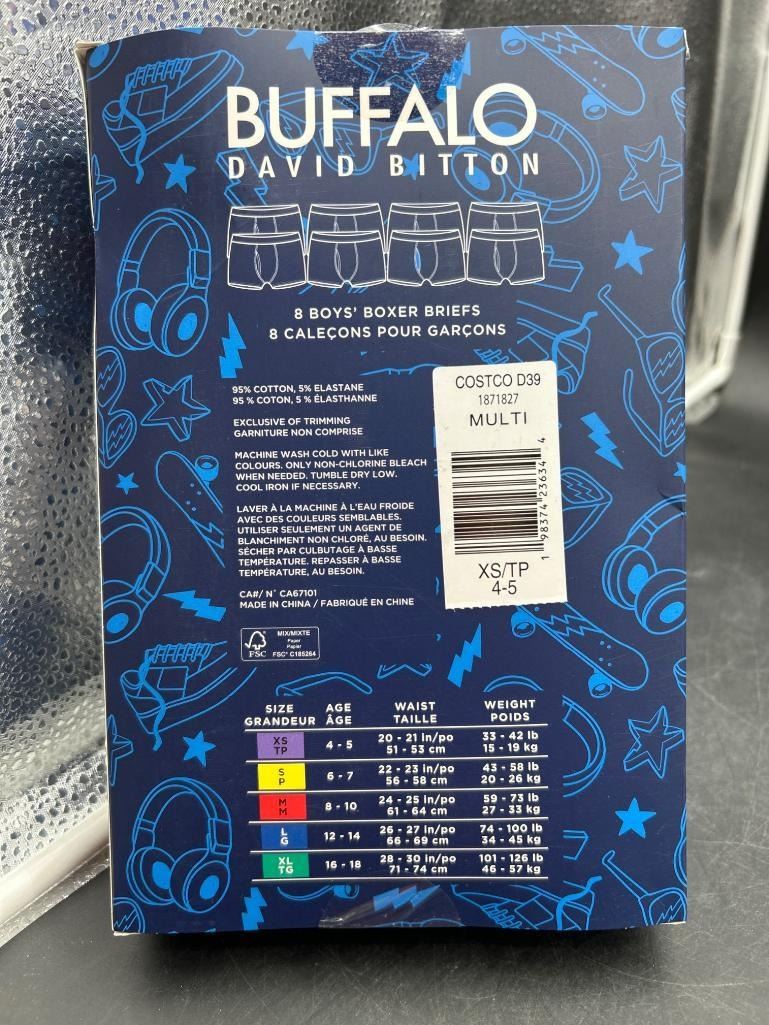 BUFFALO
DAVID BITTON
8 BOYS' BOXER BRIEFS
8 CALEÇONS POUR GARÇONS
95% COTTON, 5% ELASTANE
95 % COTON, 5 % ÉLASTHANNE
EXCLUSIVE OF TRIMMING
GARNITURE NON COMPRISE
MACHINE WASH COLD WITH LIKE
COLOURS. ONLY NON-CHLORINE BLEACH
WHEN NEEDED. TUMBLE DRY LOW.
COOL IRON IF NECESSARY.
LAVER À LA MACHINE À L'EAU FROIDE
AVEC DES COULEURS SEMBLABLES.
UTILISER SEULEMENT UN AGENT DE
BLANCHIMENT NON CHLORÉ, AU BESOIN.
SÉCHER PAR CULBUTAGE À BASSE
TEMPÉRATURE. REPASSER À BASSE
TEMPÉRATURE, AU BESOIN.
CA#/ N° CA67101
MADE IN CHINA / FABRIQUÉ EN CHINE
FSC
MIX/MIXTE
Paper
Papier
FSC® C185264
COSTCO D39
1871827
MULTI
1 98374 23634 4
XS/TP
4-5
SIZE AGE WAIST WEIGHT
GRANDEUR ÂGE TAILLE POIDS
XS 4 - 5 20 - 21 in/po 33 - 42 lb
TP 51 - 53 cm 15 - 19 kg
S 6 - 7 22 - 23 in/po 43 - 58 lb
P 56 - 58 cm 20 - 26 kg
M 8 - 10 24 - 25 in/po 59 - 73 lb
M 61 - 64 cm 27 - 33 kg
L 12 - 14 26 - 27 in/po 74 - 100 lb
G 66 - 69 cm 34 - 45 kg
XL 16 - 18 28 - 30 in/po 101 - 126 lb
TG 71 - 74 cm 46 - 57 kg